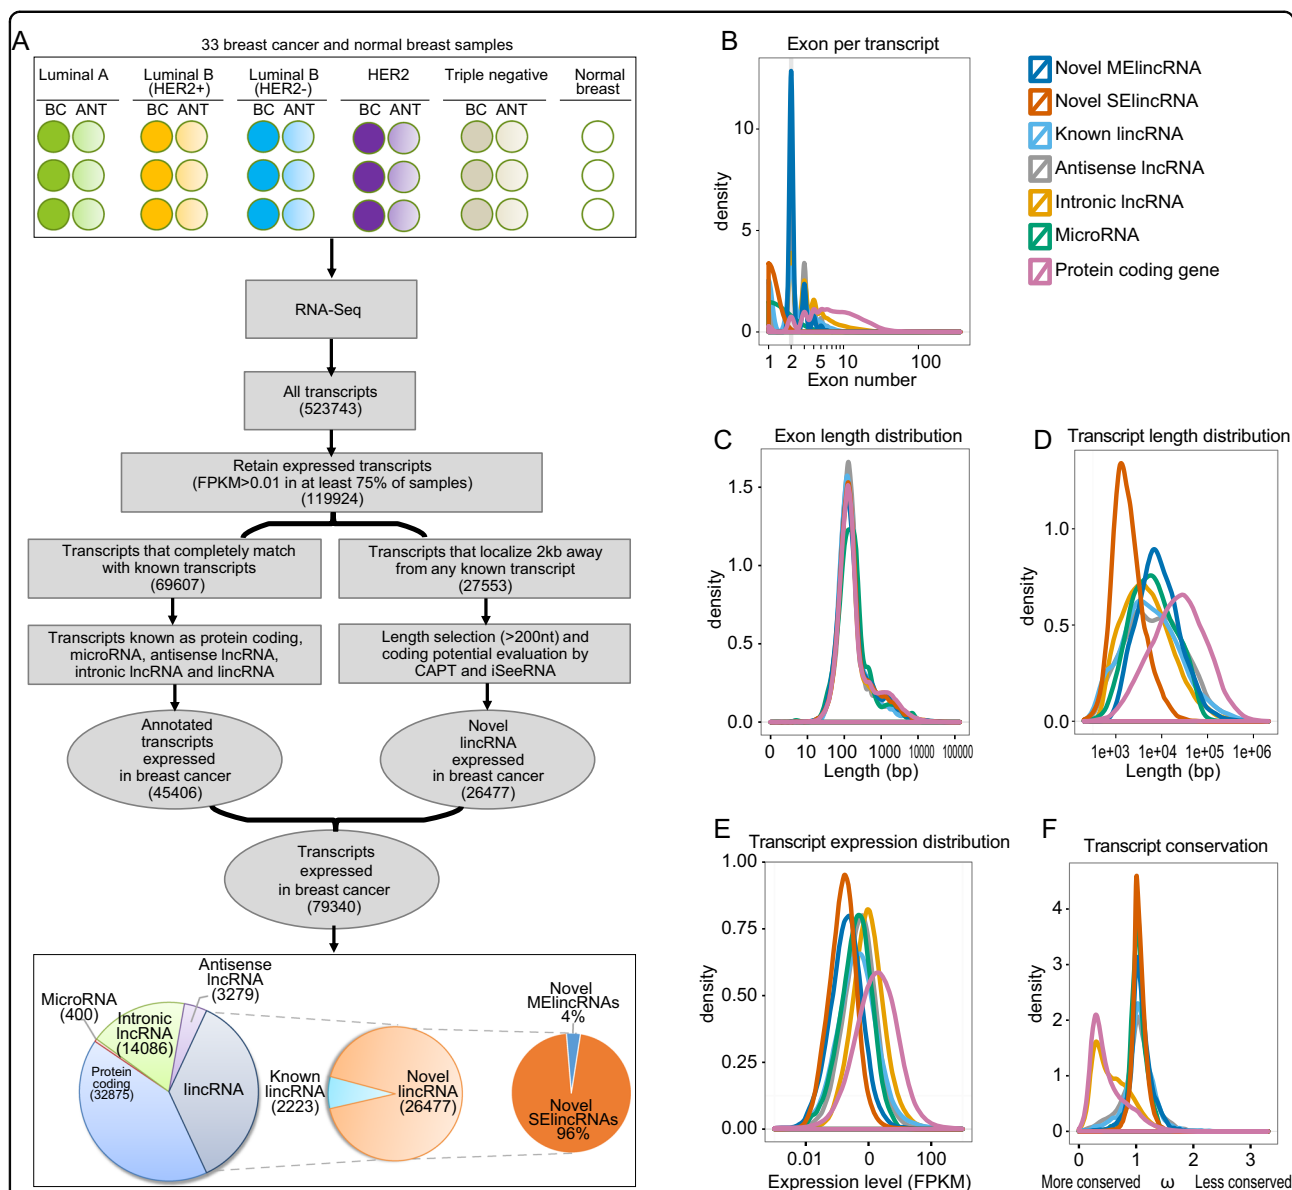 A
33 breast cancer and normal breast samples
Luminal A
Luminal B
(HER2+)
Luminal B
(HER2-)
HER2
Triple negative
Normal
breast
BC ANT
BC ANT
BC ANT
BC ANT
BC ANT
RNA-Seq
All transcripts
(523743)
Retain expressed transcripts
(FPKM>0.01 in at least 75% of samples)
(119924)
Transcripts that completely match
with known transcripts
(69607)
Transcripts that localize 2kb away
from any known transcript
(27553)
Transcripts known as protein coding,
microRNA, antisense lncRNA,
intronic lncRNA and lincRNA
Length selection (>200nt) and
coding potential evaluation by
CAPT and iSeeRNA
Annotated
transcripts
expressed
in breast cancer
(45406)
Novel
lincRNA
expressed
in breast cancer
(26477)
Transcripts
expressed
in breast cancer
(79340)
Antisense
lncRNA
(3279)
MicroRNA
(400)
Intronic
lncRNA
(14086)
Protein
coding
(32875)
lincRNA
Known
lincRNA
(2223)
Novel
lincRNA
(26477)
Novel
MElincRNAs
4%
Novel
SElincRNAs
96%
B
Exon per transcript
density
10
5
0
1 2 5 10 100
Exon number
Novel MElincRNA
Novel SElincRNA
Known lincRNA
Antisense lncRNA
Intronic lncRNA
MicroRNA
Protein coding gene
C
Exon length distribution
density
1.5
1.0
0.5
0.0
0 10 100 1000 10000 100000
Length (bp)
D
Transcript length distribution
density
1.0
0.5
0.0
1e+03 1e+04 1e+05 1e+06
Length (bp)
E
Transcript expression distribution
density
1.00
0.75
0.50
0.25
0.00
0.01 0 100
Expression level (FPKM)
F
Transcript conservation
density
4
3
2
1
0
0 1 2 3
More conserved ω Less conserved